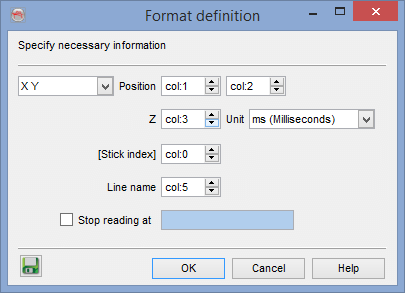 Format definition
Specify necessary information
X Y Position col:1 col:2
Z col:3 Unit ms (Milliseconds)
[Stick index] col:0
Line name col:5
Stop reading at
OK Cancel Help